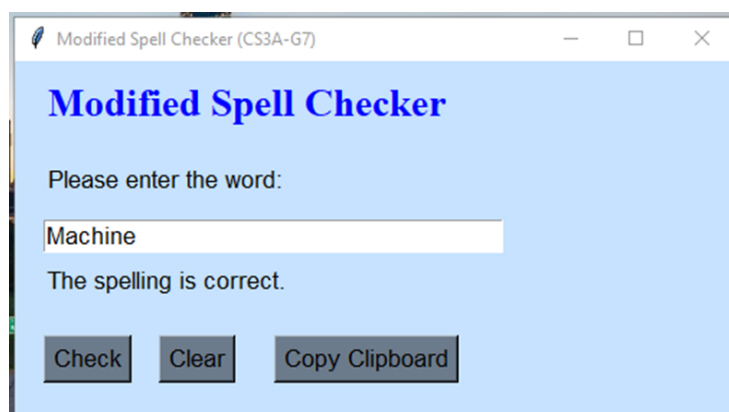 Modified Spell Checker (CS3A-G7)
Modified Spell Checker
Please enter the word:
Machine
The spelling is correct.
Check Clear Copy Clipboard